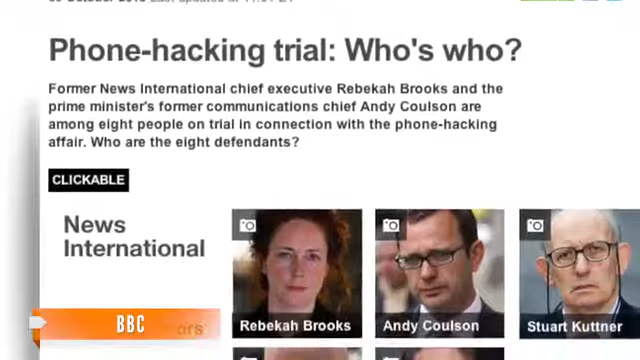 Phone-hacking trial: Who's who?
Former News International chief executive Rebekah Brooks and the
prime minister's former communications chief Andy Coulson are
among eight people on trial in connection with the phone-hacking
affair. Who are the eight defendants?
CLICKABLE
News
International
Rebekah Brooks
Andy Coulson
Stuart Kuttner
BBC